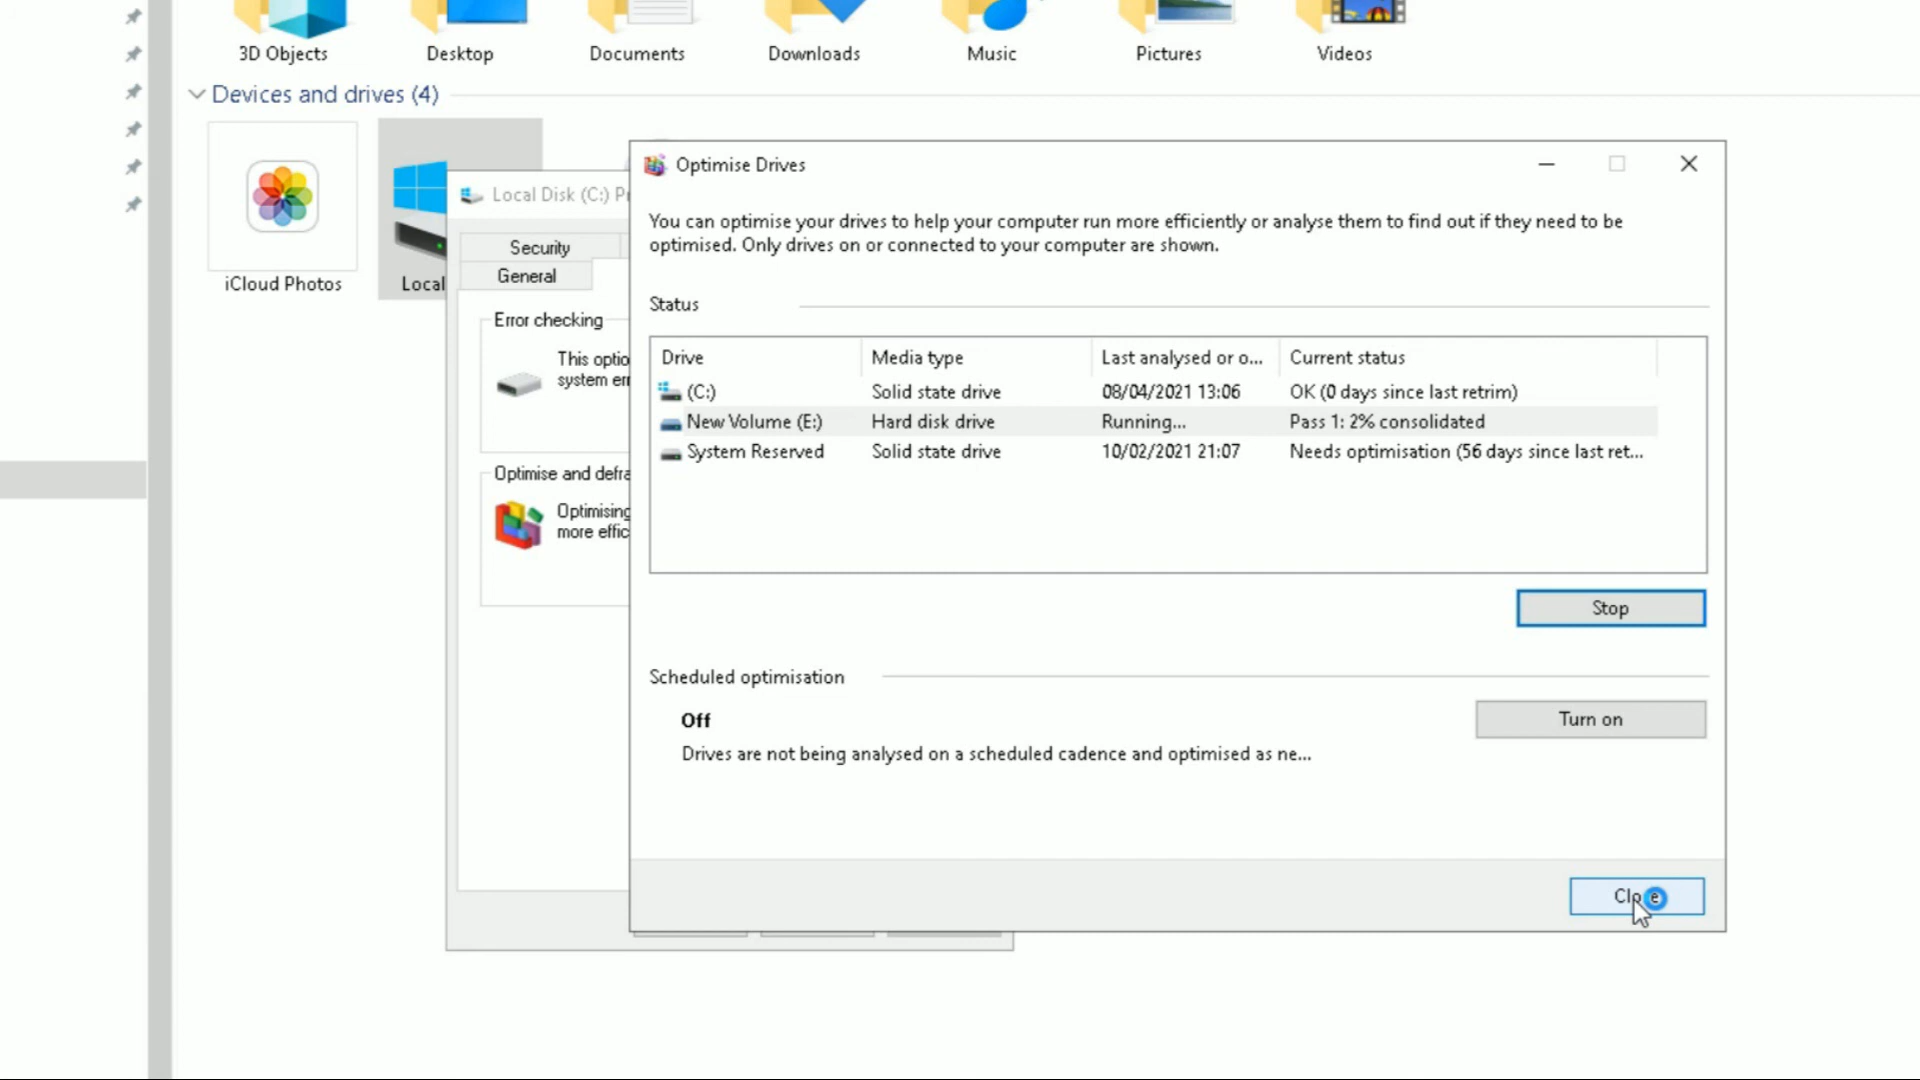 3D Objects
Desktop
Documents
Downloads
Music
Pictures
Videos
Devices and drives (4)
iCloud Photos
Local
Local Disk (C:) P
Security
General
Error checking
This optio
system err
Optimise and defra
Optimising
more effic
Optimise Drives
You can optimise your drives to help your computer run more efficiently or analyse them to find out if they need to be
optimised. Only drives on or connected to your computer are shown.
Status
Drive Media type Last analysed or o... Current status
(C:) Solid state drive 08/04/2021 13:06 OK (0 days since last retrim)
New Volume (E:) Hard disk drive Running... Pass 1: 2% consolidated
System Reserved Solid state drive 10/02/2021 21:07 Needs optimisation (56 days since last ret...
Stop
Scheduled optimisation
Off
Turn on
Drives are not being analysed on a scheduled cadence and optimised as ne...
Close